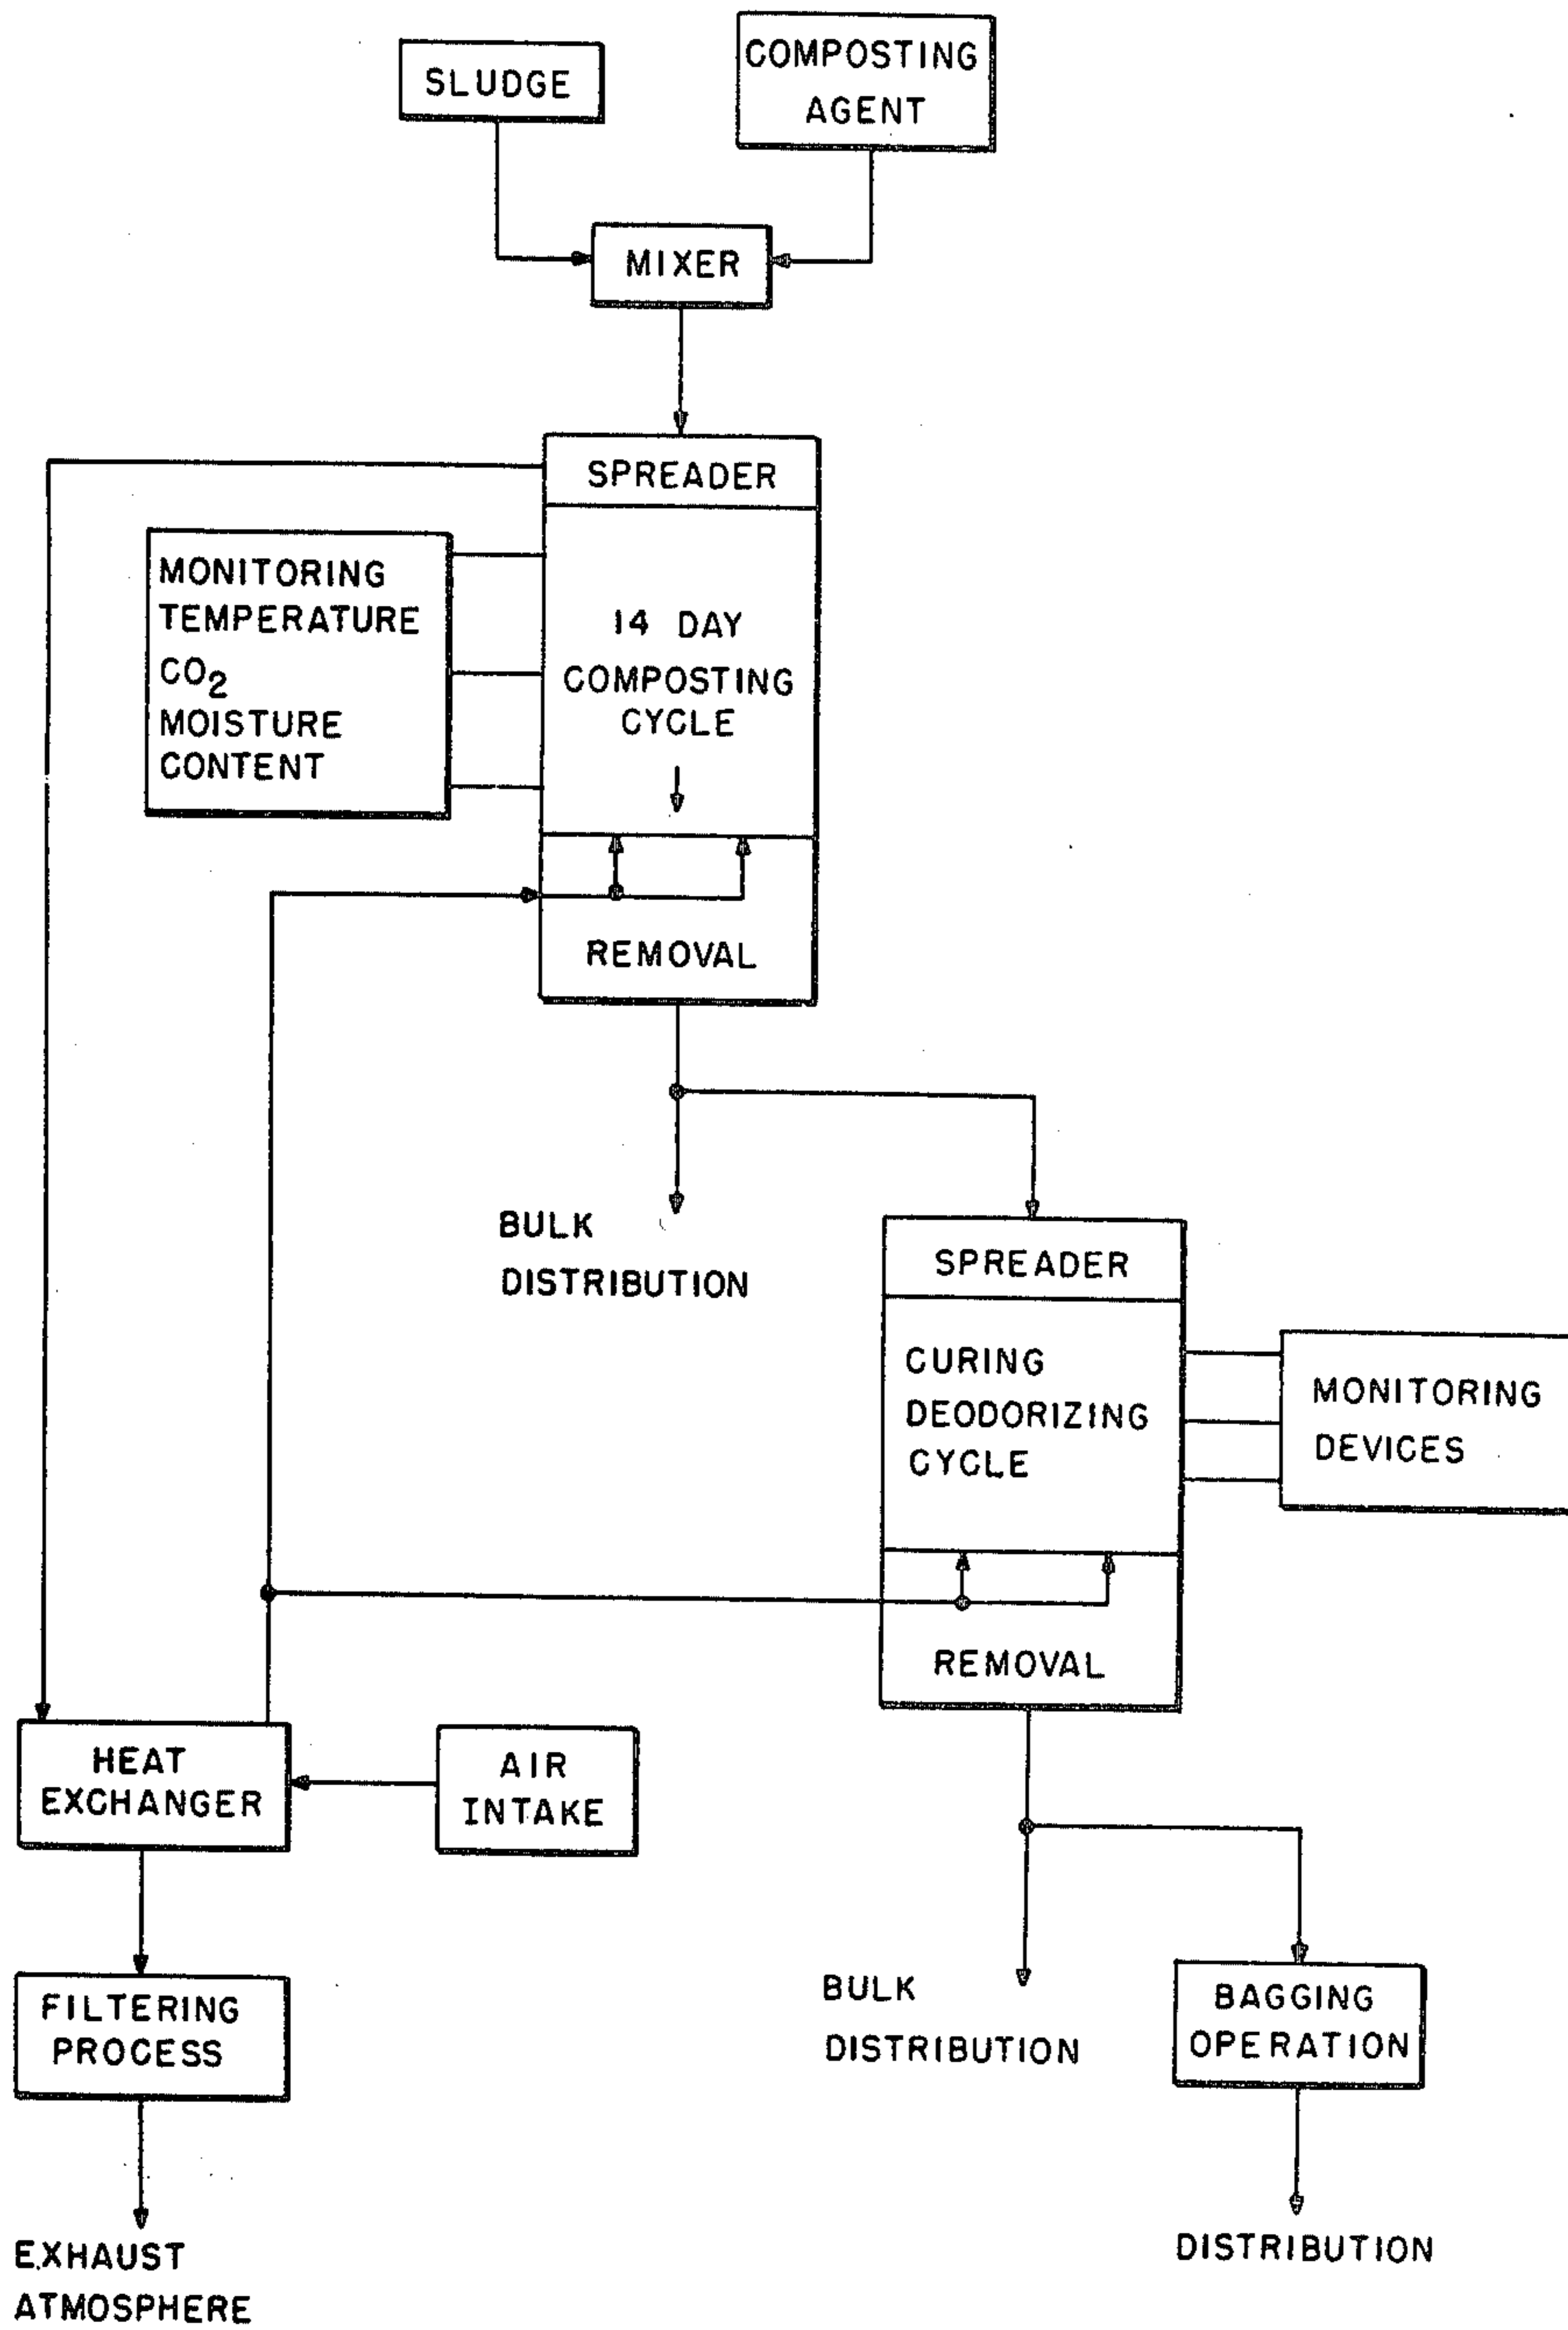 SLUDGE
COMPOSTING
AGENT
MIXER
SPREADER
MONITORING
TEMPERATURE
CO2
MOISTURE
CONTENT
14 DAY
COMPOSTING
CYCLE
REMOVAL
BULK
DISTRIBUTION
SPREADER
CURING
DEODORIZING
CYCLE
MONITORING
DEVICES
REMOVAL
HEAT
EXCHANGER
AIR
INTAKE
FILTERING
PROCESS
BULK
DISTRIBUTION
BAGGING
OPERATION
EXHAUST
ATMOSPHERE
DISTRIBUTION